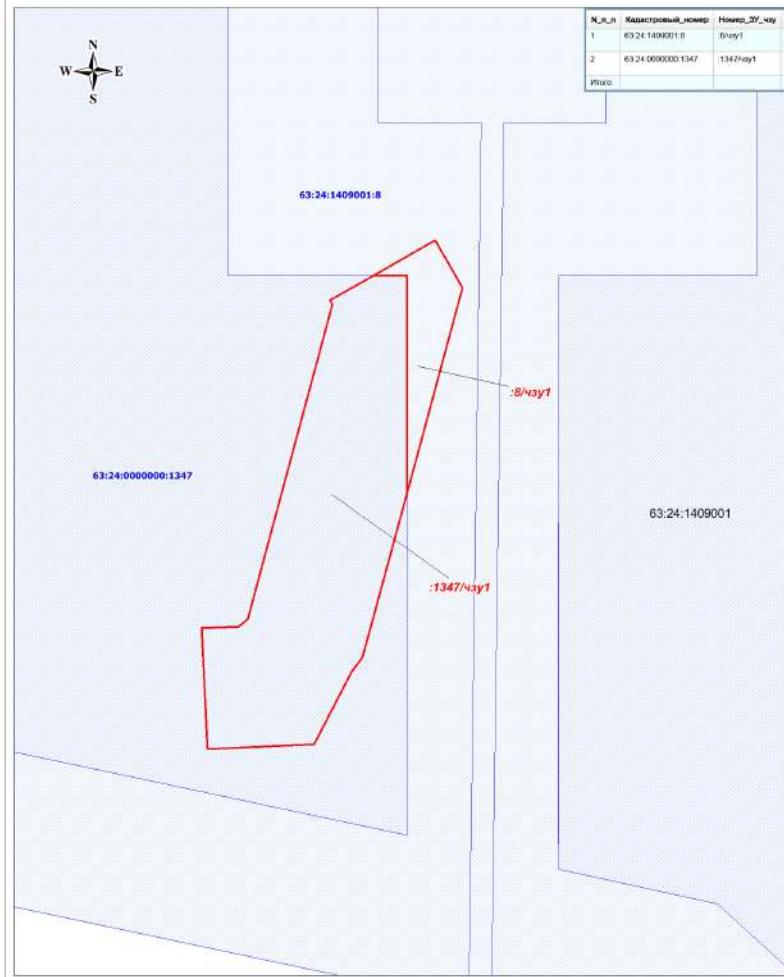 N_п_п Кадастровый_номер Номер_ЗУ_чзу
1 63:24:1409001:8 :8/чзу1
2 63:24:0000000:1347 :1347/чзу1
Итого
N
W E
S
63:24:1409001:8
:8/чзу1
63:24:0000000:1347
63:24:1409001
:1347/чзу1